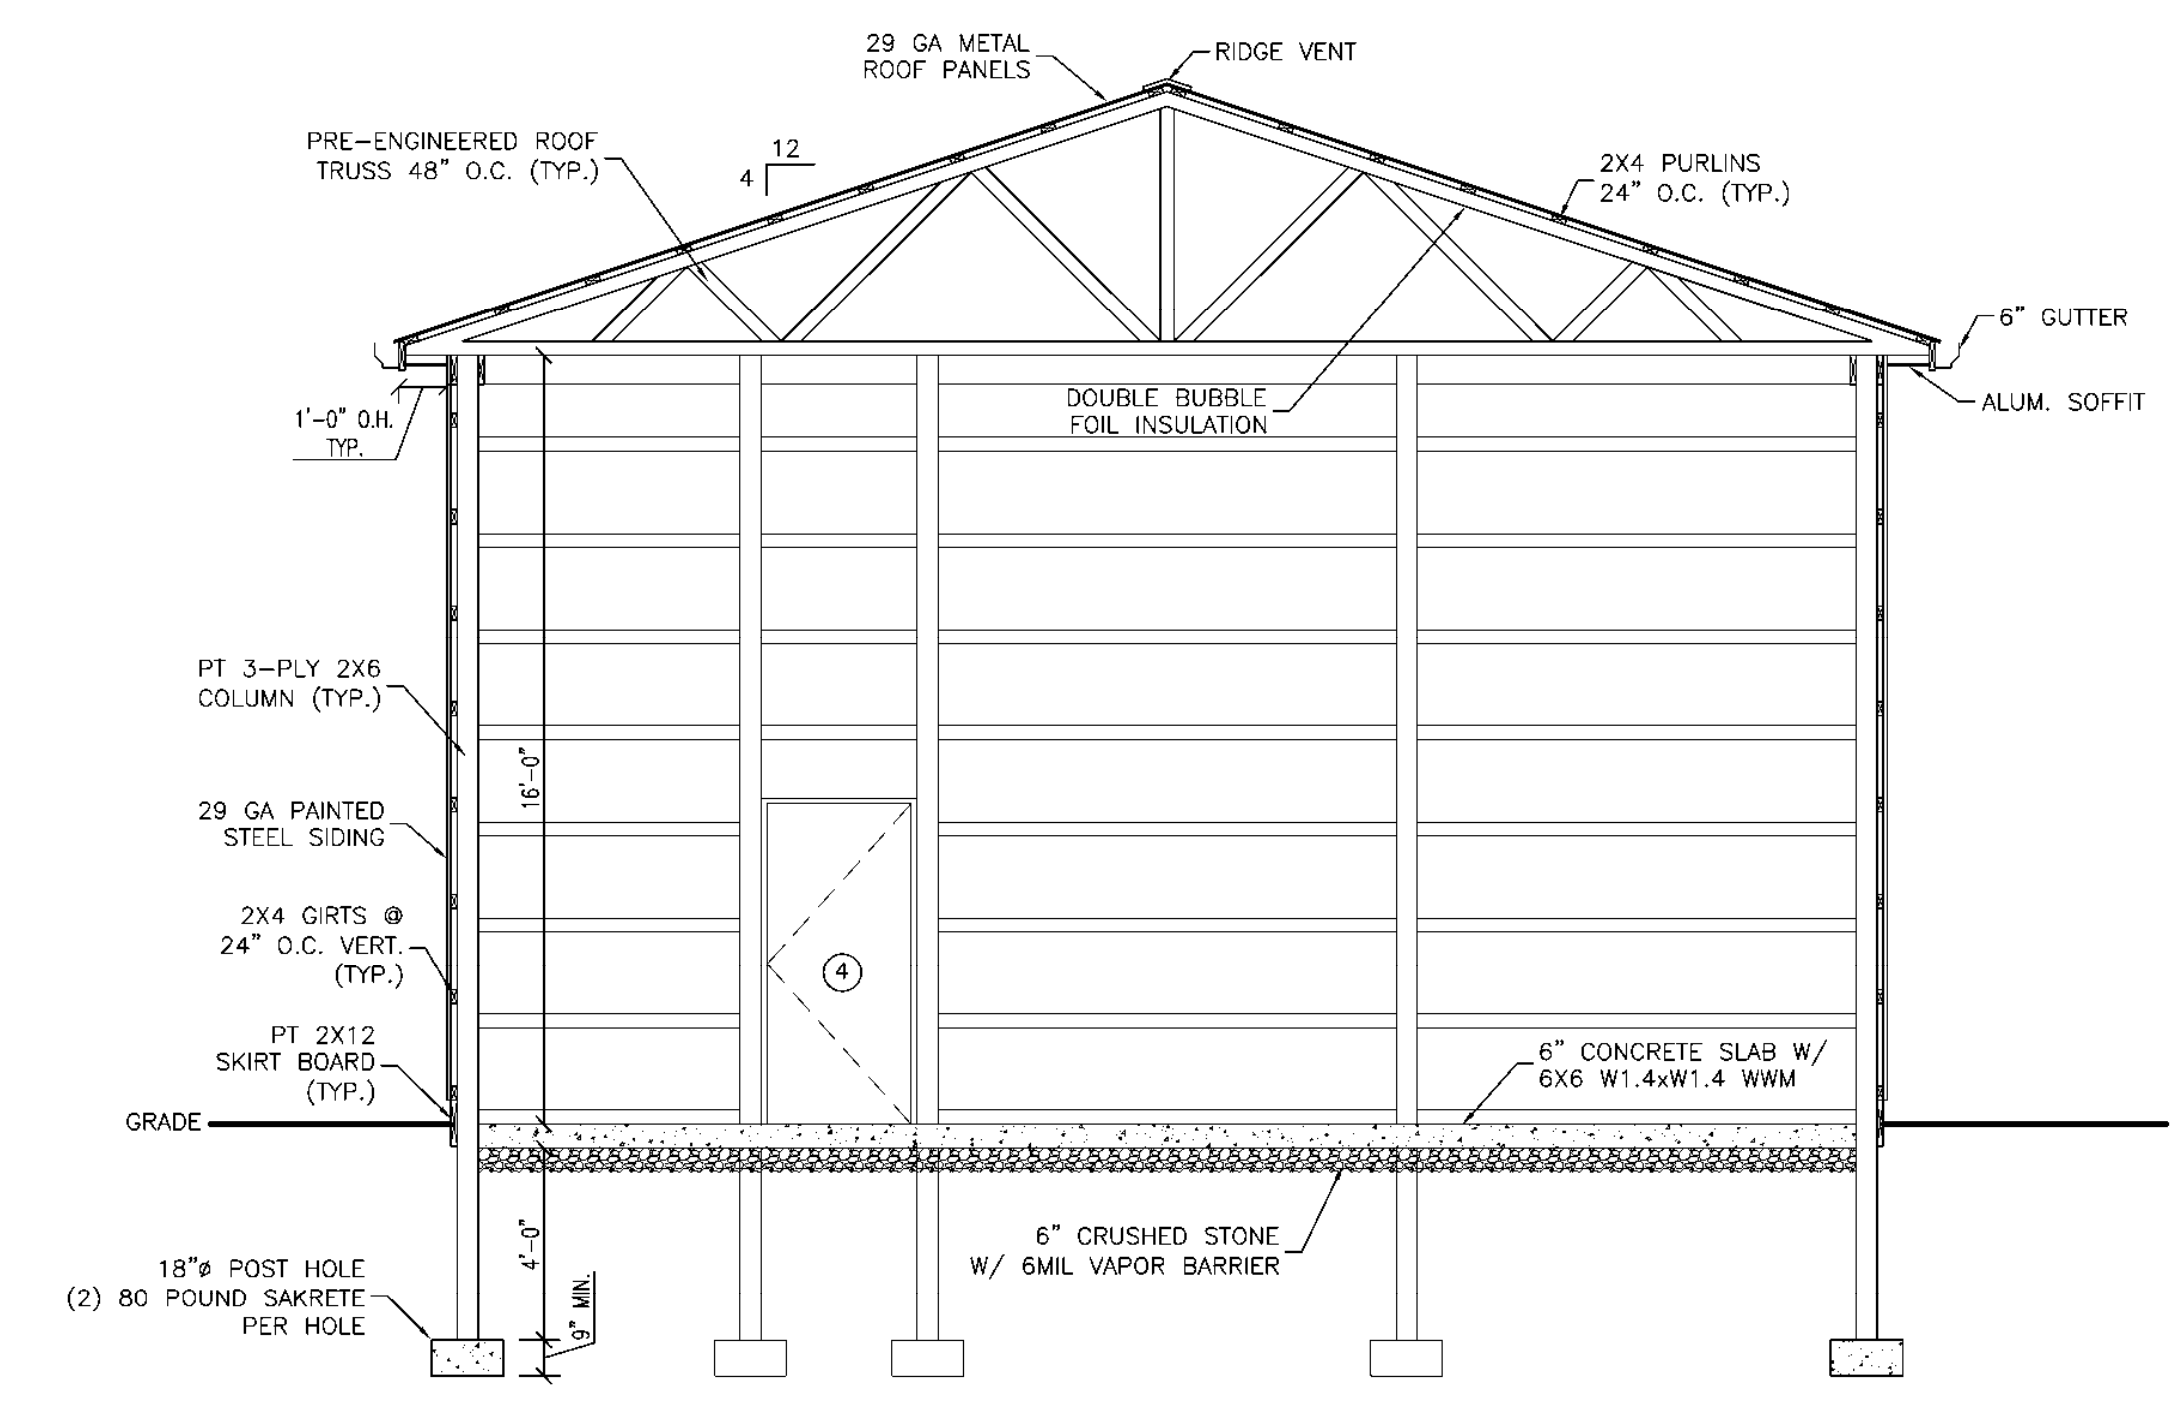 29 GA METAL
ROOF PANELS
RIDGE VENT
PRE-ENGINEERED ROOF
TRUSS 48" O.C. (TYP.)
12
4
2X4 PURLINS
24" O.C. (TYP.)
6" GUTTER
DOUBLE BUBBLE
FOIL INSULATION
ALUM. SOFFIT
1'-0" O.H.
TYP.
PT 3-PLY 2X6
COLUMN (TYP.)
16'-0"
29 GA PAINTED
STEEL SIDING
2X4 GIRTS @
24" O.C. VERT.
(TYP.)
4
PT 2X12
SKIRT BOARD
(TYP.)
6" CONCRETE SLAB W/
6X6 W1.4xW1.4 WWM
GRADE
4'-0"
6" CRUSHED STONE
W/ 6MIL VAPOR BARRIER
18"ø POST HOLE
(2) 80 POUND SAKRETE
PER HOLE
9" MIN.